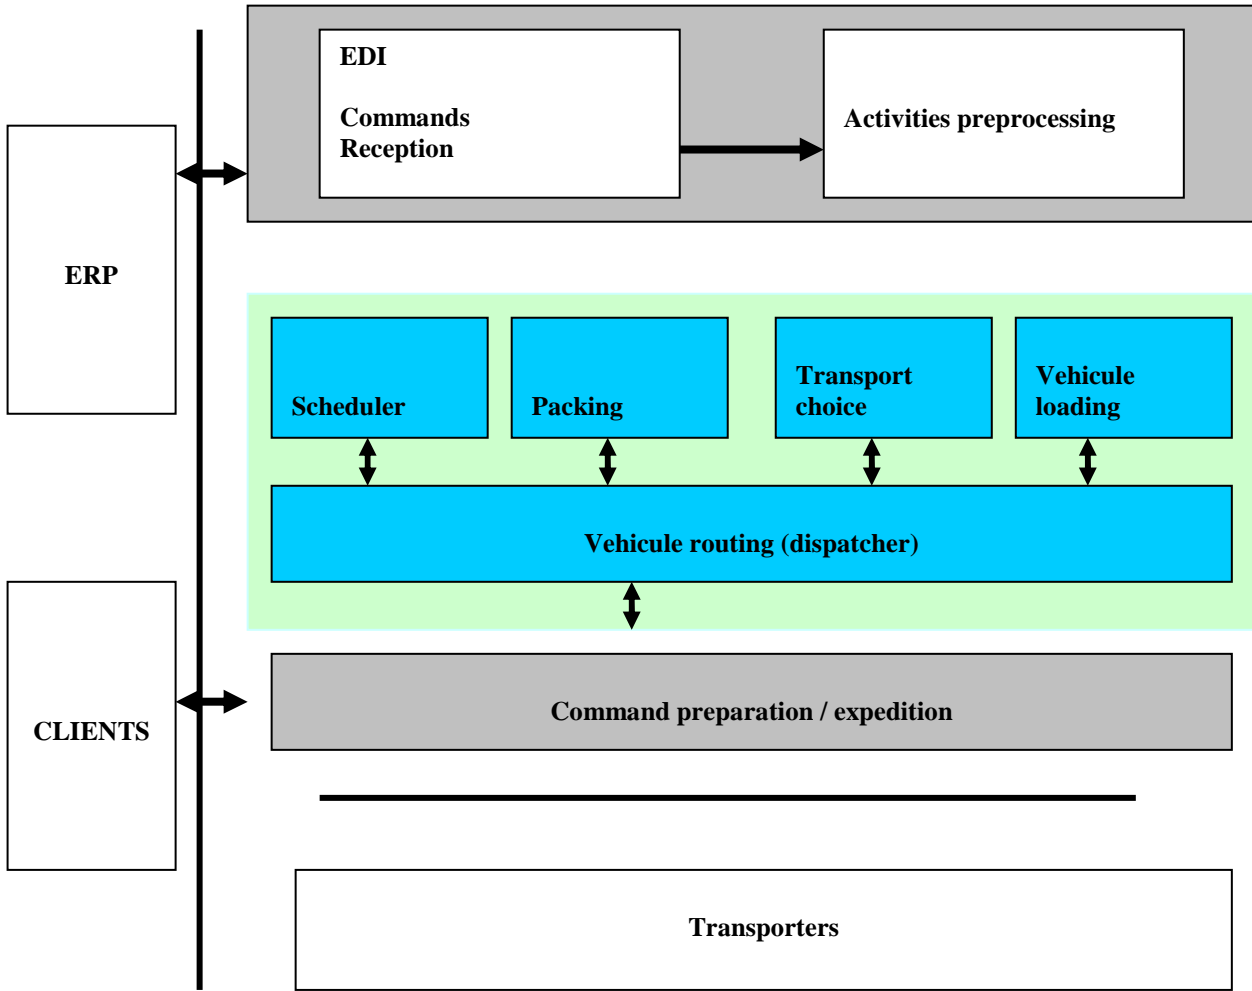 EDI
Commands
Reception
Activities preprocessing
ERP
Scheduler
Packing
Transport
choice
Vehicule
loading
Vehicule routing (dispatcher)
CLIENTS
Command preparation / expedition
Transporters